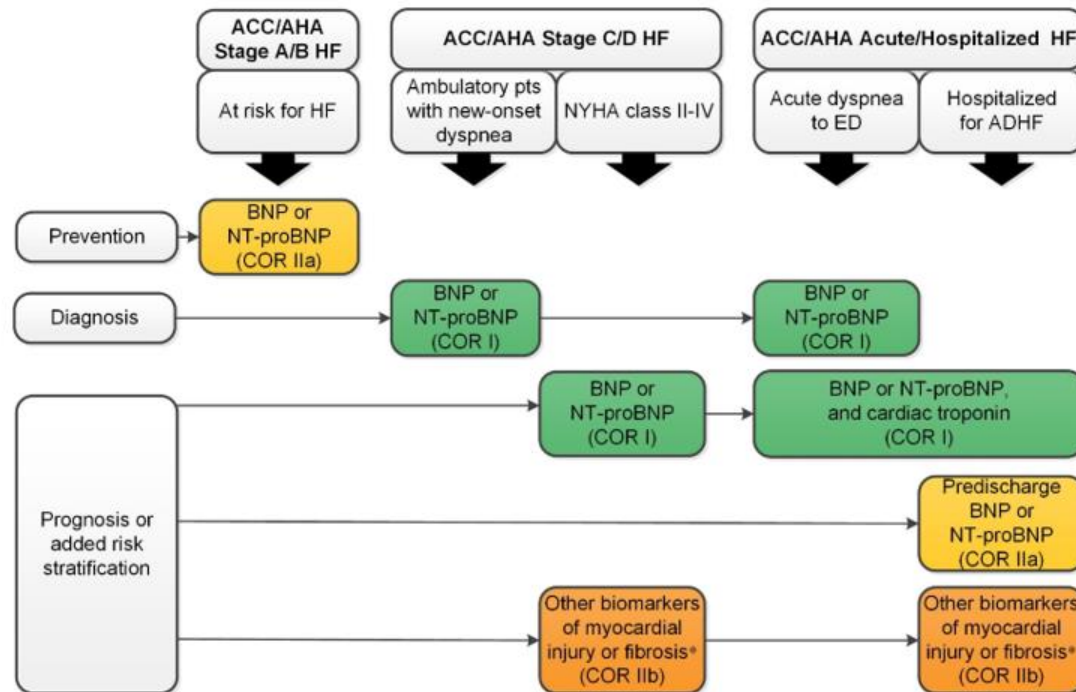 ACC/AHA
Stage A/B HF
ACC/AHA Stage C/D HF
ACC/AHA Acute/Hospitalized HF
At risk for HF
Ambulatory pts
with new-onset
dyspnea
NYHA class II-IV
Acute dyspnea
to ED
Hospitalized
for ADHF
Prevention
BNP or
NT-proBNP
(COR IIa)
Diagnosis
BNP or
NT-proBNP
(COR I)
BNP or
NT-proBNP
(COR I)
Prognosis or
added risk
stratification
BNP or
NT-proBNP
(COR I)
BNP or NT-proBNP,
and cardiac troponin
(COR I)
Predischarge
BNP or
NT-proBNP
(COR IIa)
Other biomarkers
of myocardial
injury or fibrosis*
(COR IIb)
Other biomarkers
of myocardial
injury or fibrosis*
(COR IIb)